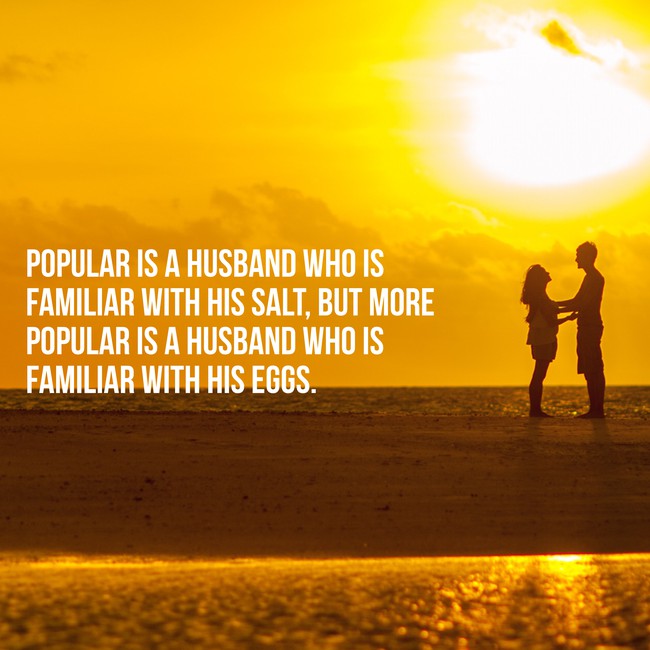 POPULAR IS A HUSBAND WHO IS
FAMILIAR WITH HIS SALT, BUT MORE
POPULAR IS A HUSBAND WHO IS
FAMILIAR WITH HIS EGGS.